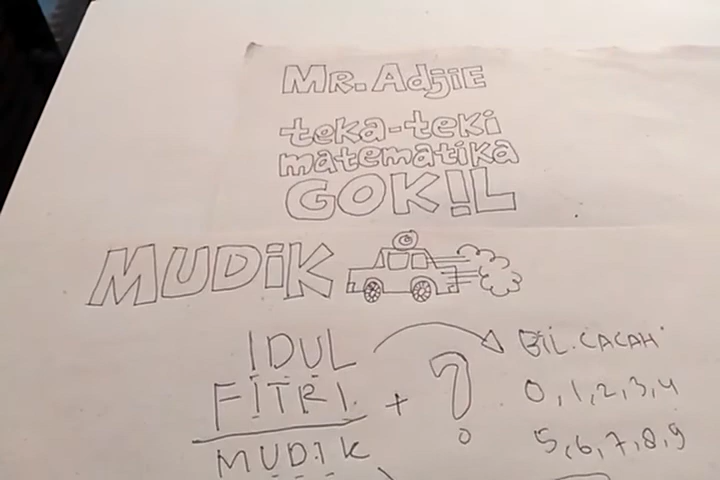 MR. AdjiE
teka-teki
matematika
GOK!L
MUDiK
IDUL
FITRI +
MUDIK
?
BIL. CACAH
0, 1, 2, 3, 4
5, 6, 7, 8, 9